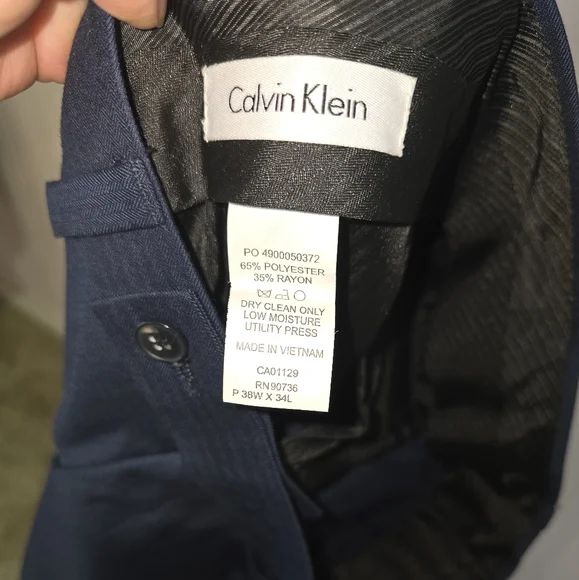 Calvin Klein
PO 4900050372
65% POLYESTER
35% RAYON
DRY CLEAN ONLY
LOW MOISTURE
UTILITY PRESS
MADE IN VIETNAM
CA01129
RN90736
P 38W X 34L